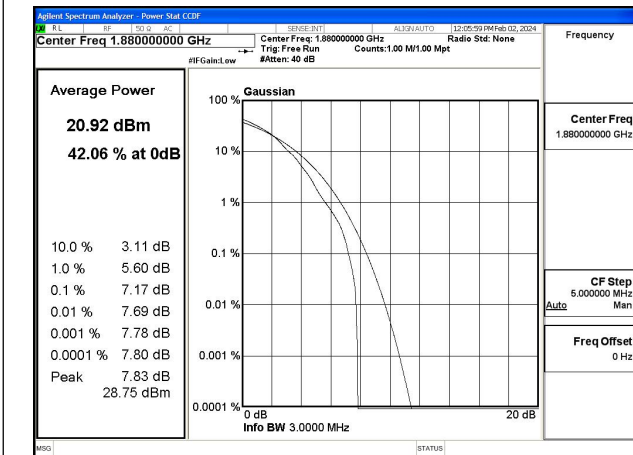 Agilent Spectrum Analyzer - Power Stat CCDF
RL RF 50 Ω AC SENSE:INT ALIGN AUTO 12:05:59 PM Feb 02, 2024
Center Freq 1.880000000 GHz
Center Freq: 1.880000000 GHz Radio Std: None
Trig: Free Run Counts:1.00 M/1.00 Mpt
#IFGain:Low #Atten: 40 dB
Frequency
Average Power
20.92 dBm
42.06 % at 0dB
10.0 % 3.11 dB
1.0 % 5.60 dB
0.1 % 7.17 dB
0.01 % 7.69 dB
0.001 % 7.78 dB
0.0001 % 7.80 dB
Peak 7.83 dB
28.75 dBm
Gaussian
100 %
10 %
1 %
0.1 %
0.01 %
0.001 %
0.0001 %
0 dB 20 dB
Info BW 3.0000 MHz
Center Freq
1.880000000 GHz
CF Step
5.000000 MHz
Auto Man
Freq Offset
0 Hz
MSG STATUS